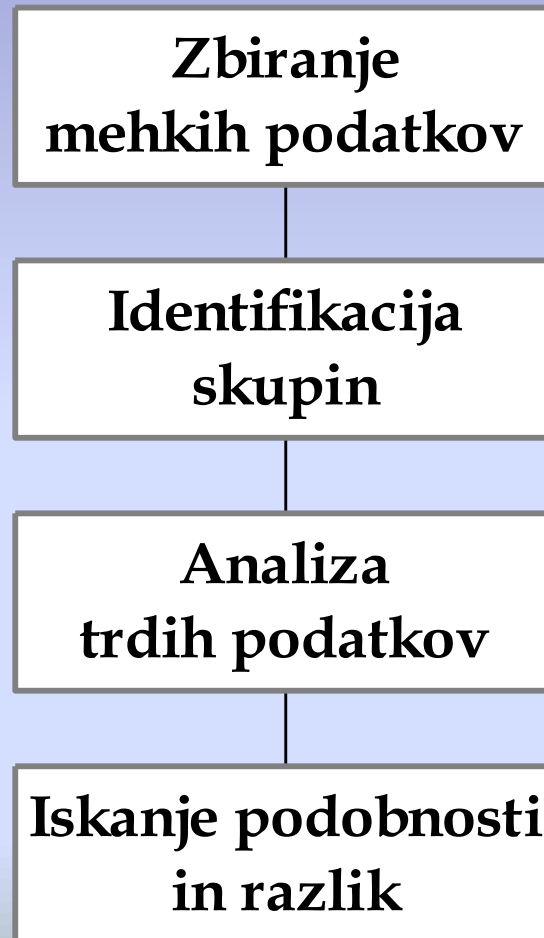 Zbiranje
mehkih podatkov
Identifikacija
skupin
Analiza
trdih podatkov
Iskanje podobnosti
in razlik